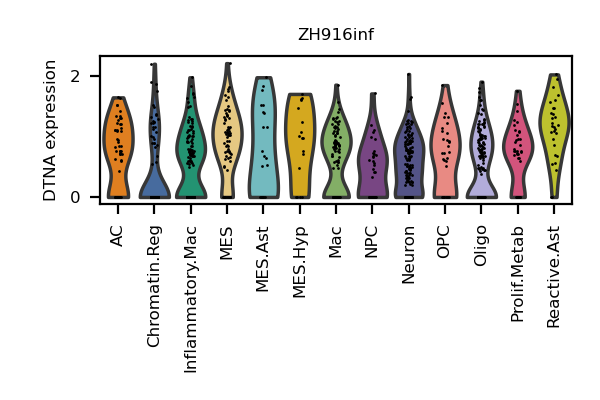 ZH916inf
DTNA expression
2
0
AC
Chromatin.Reg
Inflammatory.Mac
MES
MES.Ast
MES.Hyp
Mac
NPC
Neuron
OPC
Oligo
Prolif.Metab
Reactive.Ast